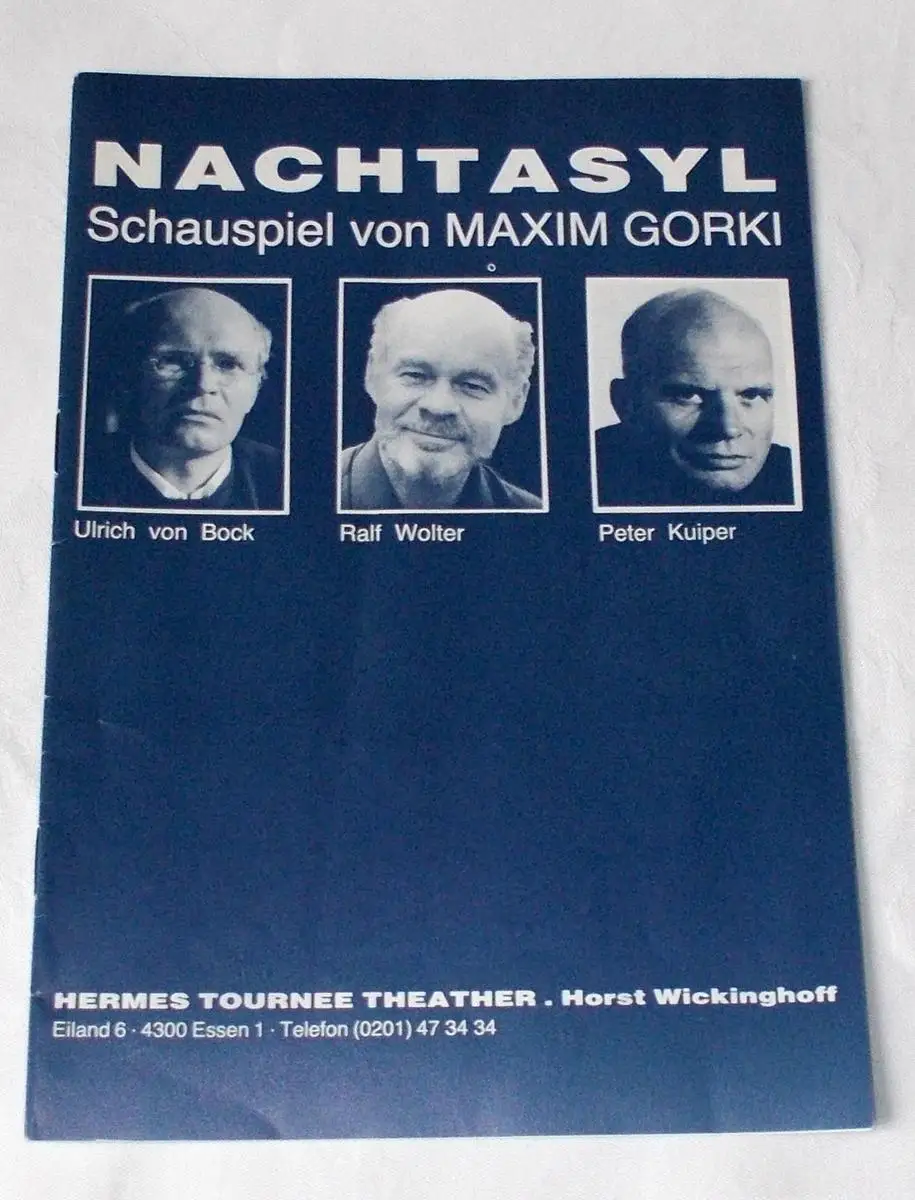 NACHTASYL
Schauspiel von MAXIM GORKI
Ulrich von Bock
Ralf Wolter
Peter Kuiper
HERMES TOURNEE THEATHER . Horst Wickinghoff
Eiland 6 · 4300 Essen 1 · Telefon (0201) 47 34 34